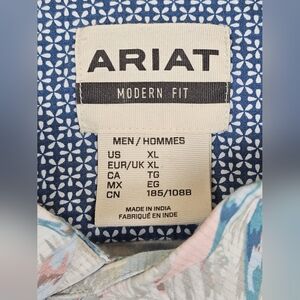 ARIAT
MODERN FIT
MEN / HOMMES
US XL
EUR/UK XL
CA TG
MX EG
CN 185/108B
MADE IN INDIA
FABRIQUÉ EN INDE